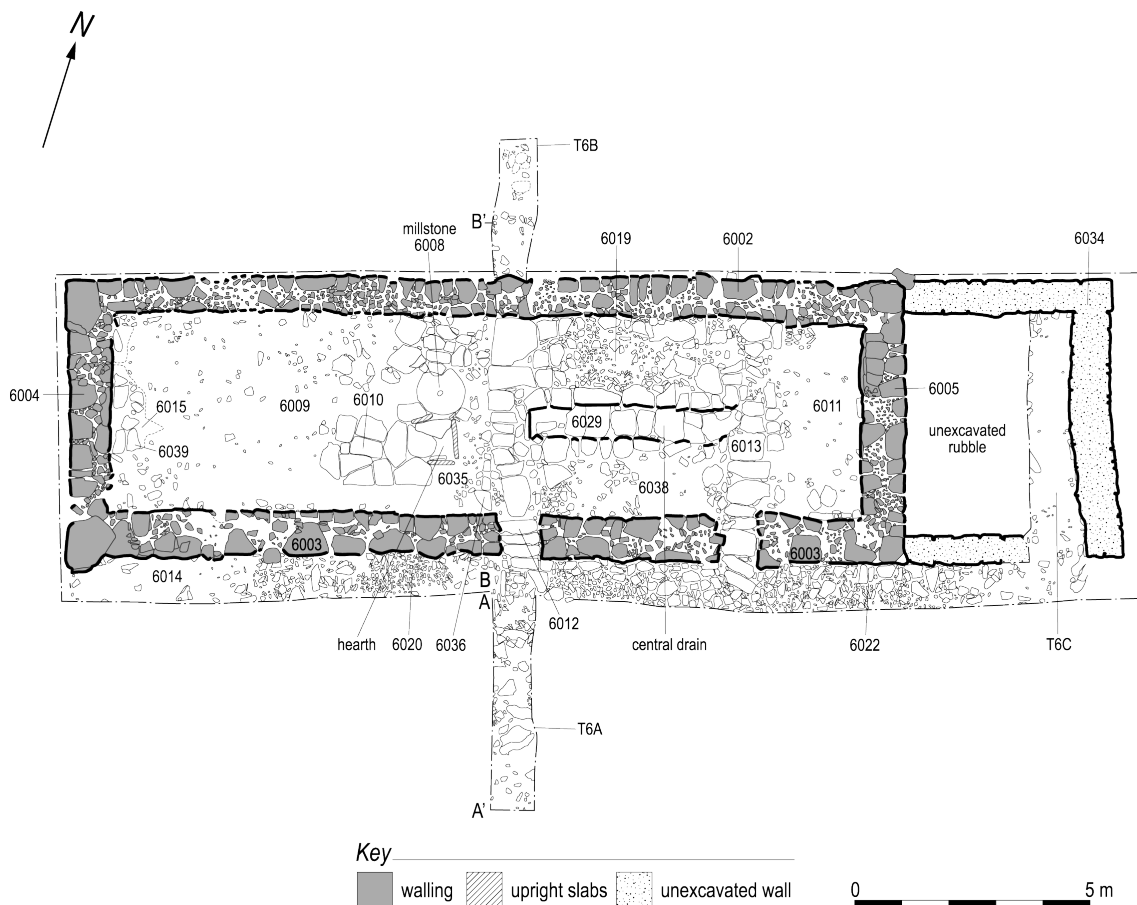 N
T6B
B'
millstone
6008
6019
6002
6034
6004
6015
6009
6010
6029
6011
6005
6039
6013
unexcavated
rubble
6035
6038
6003
6003
6014
B
A
6012
hearth
6020
6036
central drain
6022
T6C
T6A
A'
Key
walling
upright slabs
unexcavated wall
0
5 m